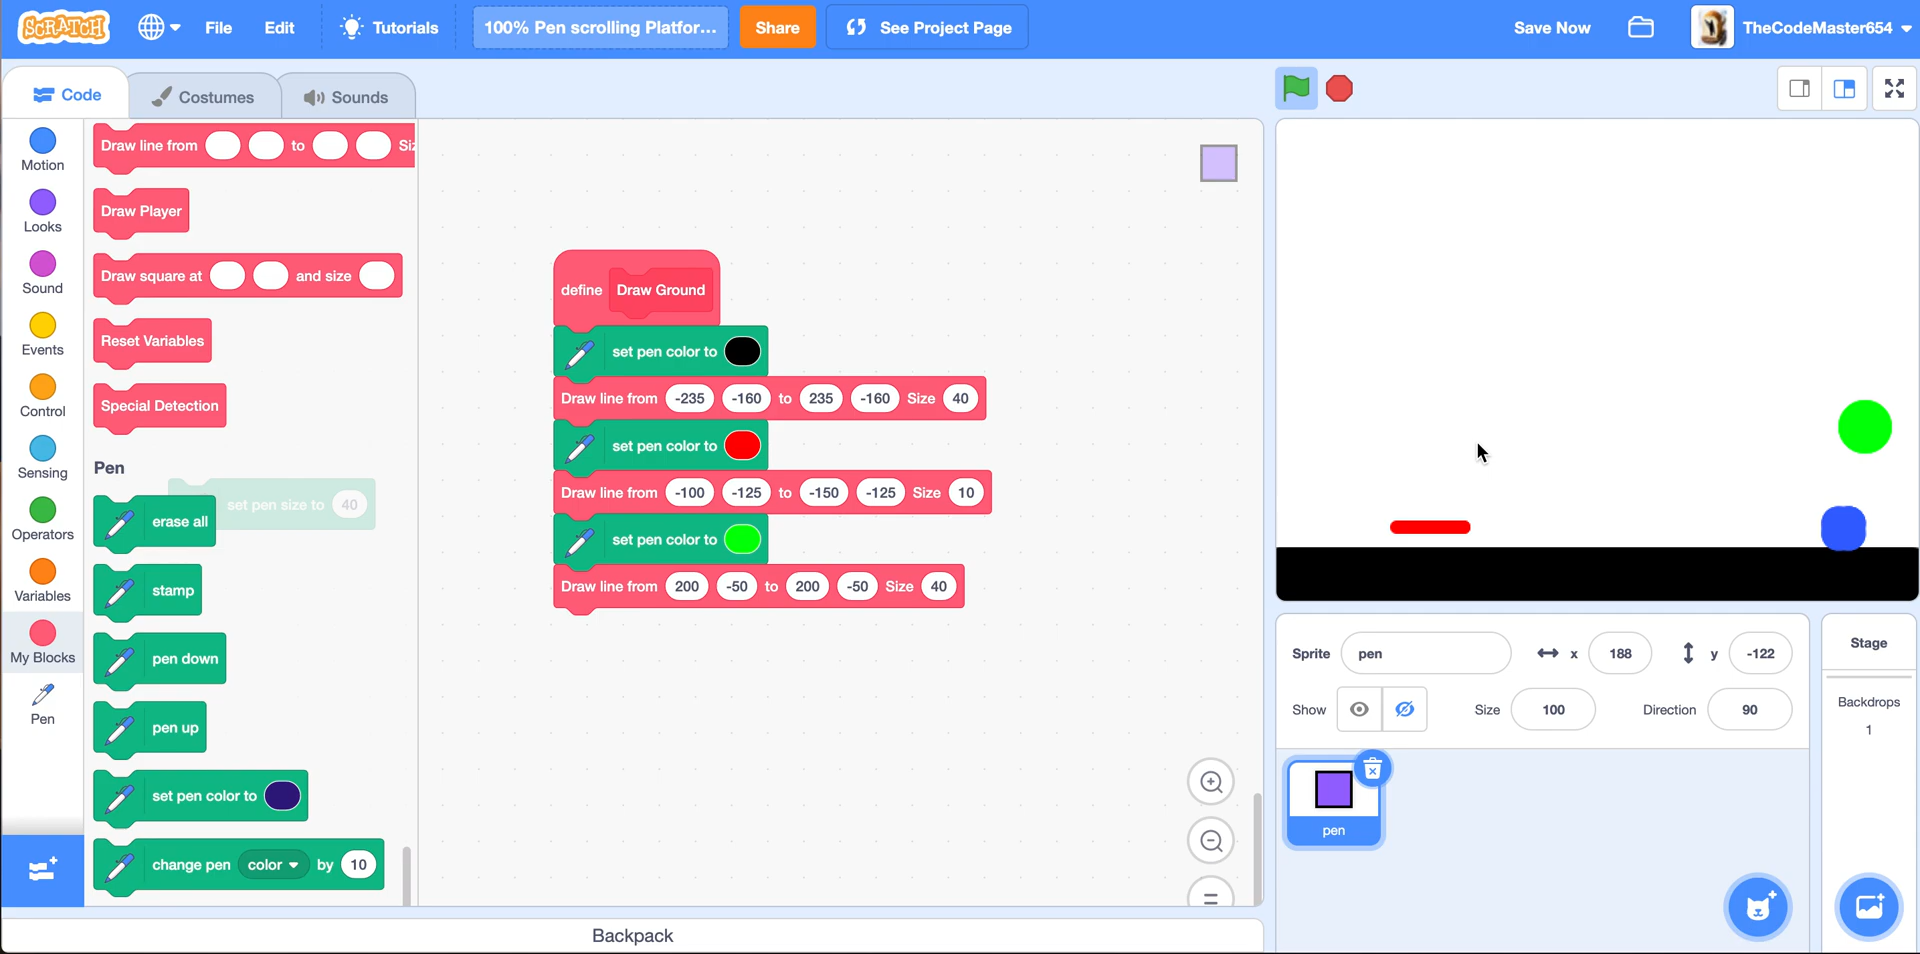 SCRATCH
File
Edit
Tutorials
100% Pen scrolling Platfor...
Share
See Project Page
Save Now
TheCodeMaster654
Code
Costumes
Sounds
Motion
Looks
Sound
Events
Control
Sensing
Operators
Variables
My Blocks
Pen
Draw line from to Siz
Draw Player
Draw square at and size
Reset Variables
Special Detection
Pen
set pen size to 40
erase all
stamp
pen down
pen up
set pen color to
change pen color by 10
define Draw Ground
set pen color to
Draw line from -235 -160 to 235 -160 Size 40
set pen color to
Draw line from -100 -125 to -150 -125 Size 10
set pen color to
Draw line from 200 -50 to 200 -50 Size 40
Backpack
Sprite pen x 188 y -122
Show Size 100 Direction 90
pen
Stage
Backdrops
1